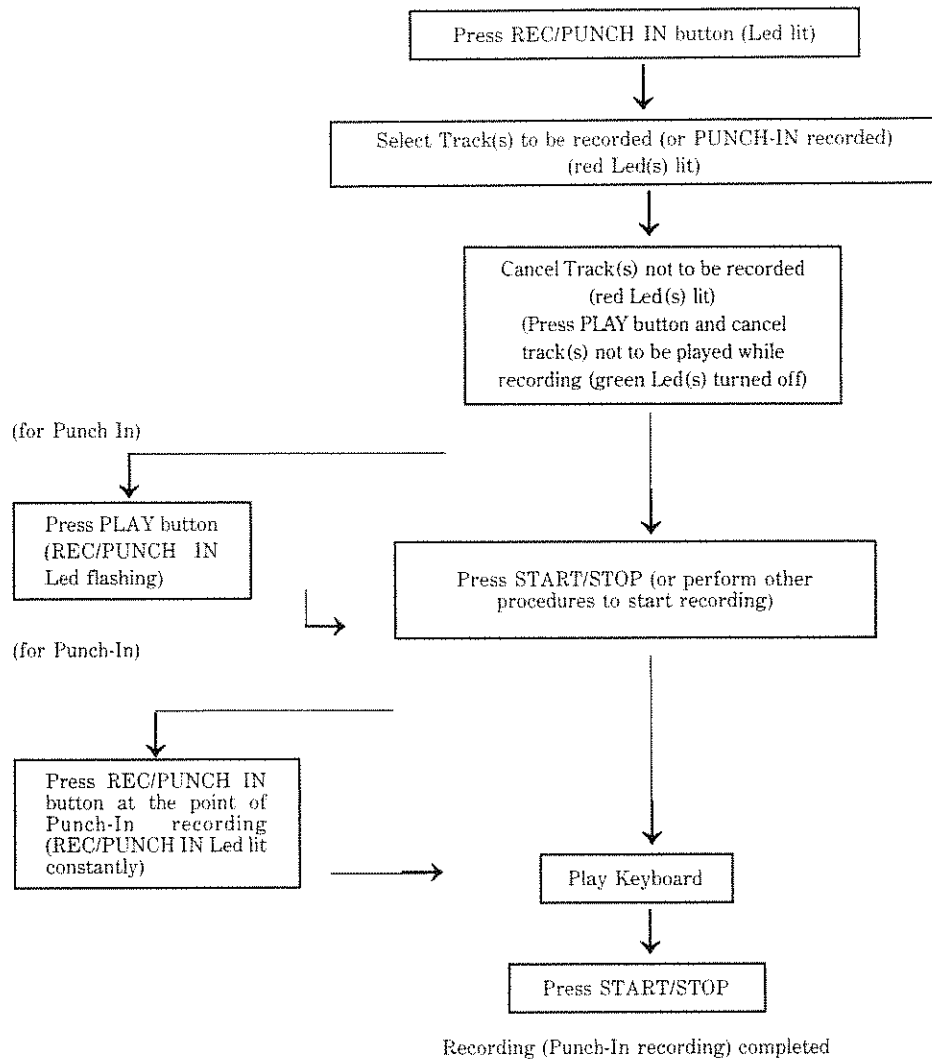 Press REC/PUNCH IN button (Led lit)
Select Track(s) to be recorded (or PUNCH-IN recorded)
(red Led(s) lit)
Cancel Track(s) not to be recorded
(red Led(s) lit)
(Press PLAY button and cancel
track(s) not to be played while
recording (green Led(s) turned off)
(for Punch In)
Press PLAY button
(REC/PUNCH IN
Led flashing)
Press START/STOP (or perform other
procedures to start recording)
(for Punch-In)
Press REC/PUNCH IN
button at the point of
Punch-In recording
(REC/PUNCH IN Led lit
constantly)
Play Keyboard
Press START/STOP
Recording (Punch-In recording) completed